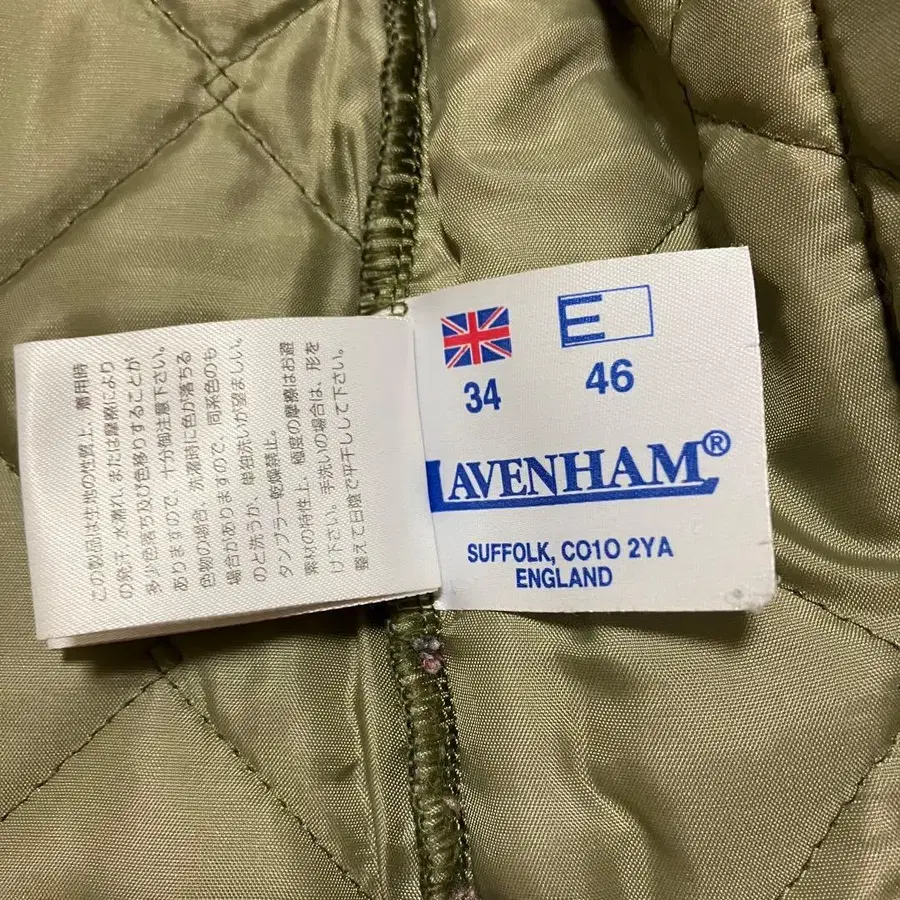 この製品は生地の性質上、着用時
の発汗、水濡れ、または摩擦により
多少色落ち及び色移りすることが
ありますので、十分御注意下さい。
色物の場合、洗濯時に色が落ちる
場合がありますので、同系色のも
のと洗うか、単独洗いが望ましい。
タンブラー乾燥禁止。
素材の特性上、極度の摩擦はお避
け下さい。手洗いの場合は、形を
整えて日陰で平干しして下さい。
E
34 46
LAVENHAM®
SUFFOLK, CO10 2YA
ENGLAND